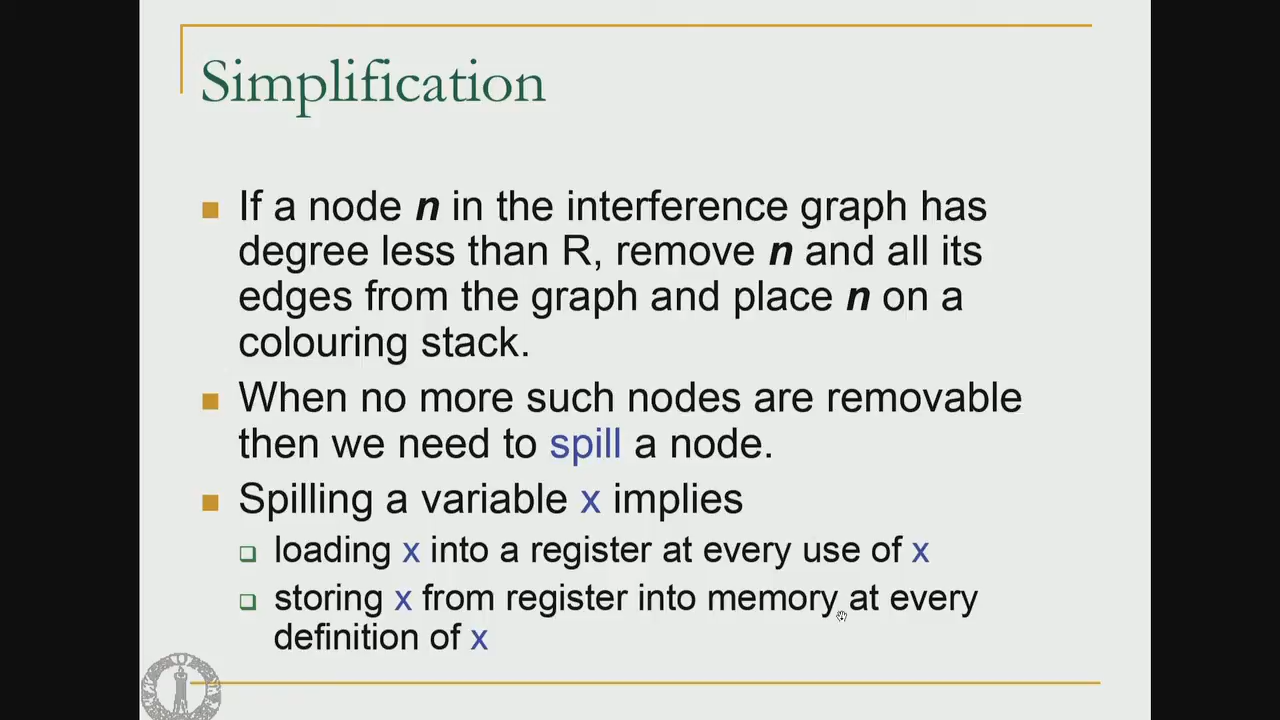 Simplification
If a node n in the interference graph has
degree less than R, remove n and all its
edges from the graph and place n on a
colouring stack.
When no more such nodes are removable
then we need to spill a node.
Spilling a variable x implies
loading x into a register at every use of x
storing x from register into memory at every
definition of x